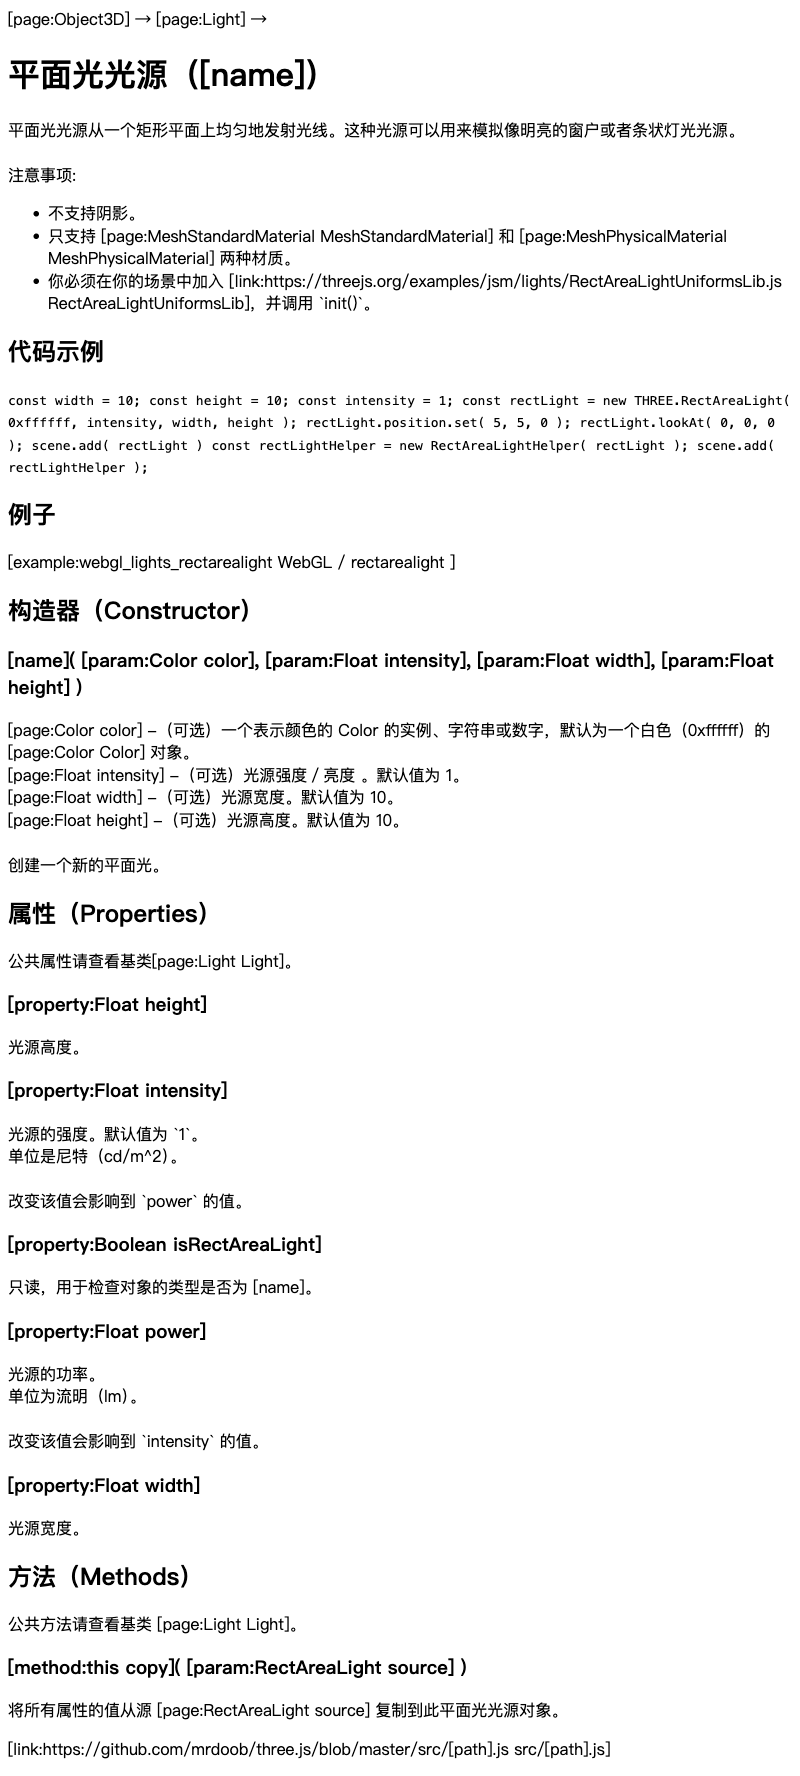 [page:Object3D] → [page:Light] →
平面光光源（[name]）
平面光光源从一个矩形平面上均匀地发射光线。这种光源可以用来模拟像明亮的窗户或者条状灯光光源。
注意事项:
• 不支持阴影。
• 只支持 [page:MeshStandardMaterial MeshStandardMaterial] 和 [page:MeshPhysicalMaterial
MeshPhysicalMaterial] 两种材质。
• 你必须在你的场景中加入 [link:https://threejs.org/examples/jsm/lights/RectAreaLightUniformsLib.js
RectAreaLightUniformsLib]，并调用 `init()`。
代码示例
const width = 10; const height = 10; const intensity = 1; const rectLight = new THREE.RectAreaLight(
0xffffff, intensity, width, height ); rectLight.position.set( 5, 5, 0 ); rectLight.lookAt( 0, 0, 0
); scene.add( rectLight ) const rectLightHelper = new RectAreaLightHelper( rectLight ); scene.add(
rectLightHelper );
例子
[example:webgl_lights_rectarealight WebGL / rectarealight ]
构造器（Constructor）
[name]( [param:Color color], [param:Float intensity], [param:Float width], [param:Float
height] )
[page:Color color] –（可选）一个表示颜色的 Color 的实例、字符串或数字，默认为一个白色（0xffffff）的
[page:Color Color] 对象。
[page:Float intensity] –（可选）光源强度 / 亮度 。默认值为 1。
[page:Float width] –（可选）光源宽度。默认值为 10。
[page:Float height] –（可选）光源高度。默认值为 10。
创建一个新的平面光。
属性（Properties）
公共属性请查看基类[page:Light Light]。
[property:Float height]
光源高度。
[property:Float intensity]
光源的强度。默认值为 `1`。
单位是尼特（cd/m^2）。
改变该值会影响到 `power` 的值。
[property:Boolean isRectAreaLight]
只读，用于检查对象的类型是否为 [name]。
[property:Float power]
光源的功率。
单位为流明（lm）。
改变该值会影响到 `intensity` 的值。
[property:Float width]
光源宽度。
方法（Methods）
公共方法请查看基类 [page:Light Light]。
[method:this copy]( [param:RectAreaLight source] )
将所有属性的值从源 [page:RectAreaLight source] 复制到此平面光光源对象。
[link:https://github.com/mrdoob/three.js/blob/master/src/[path].js src/[path].js]